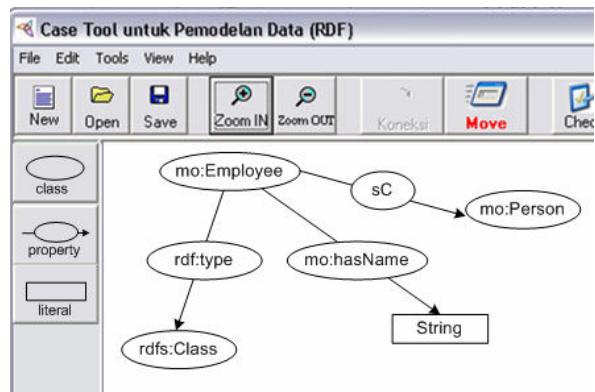 Case Tool untuk Pemodelan Data (RDF)
File Edit Tools View Help
New Open Save Zoom IN Zoom OUT Koneksi Move Chec
class
property
literal
mo:Employee
sC
mo:Person
rdf:type
mo:hasName
String
rdfs:Class